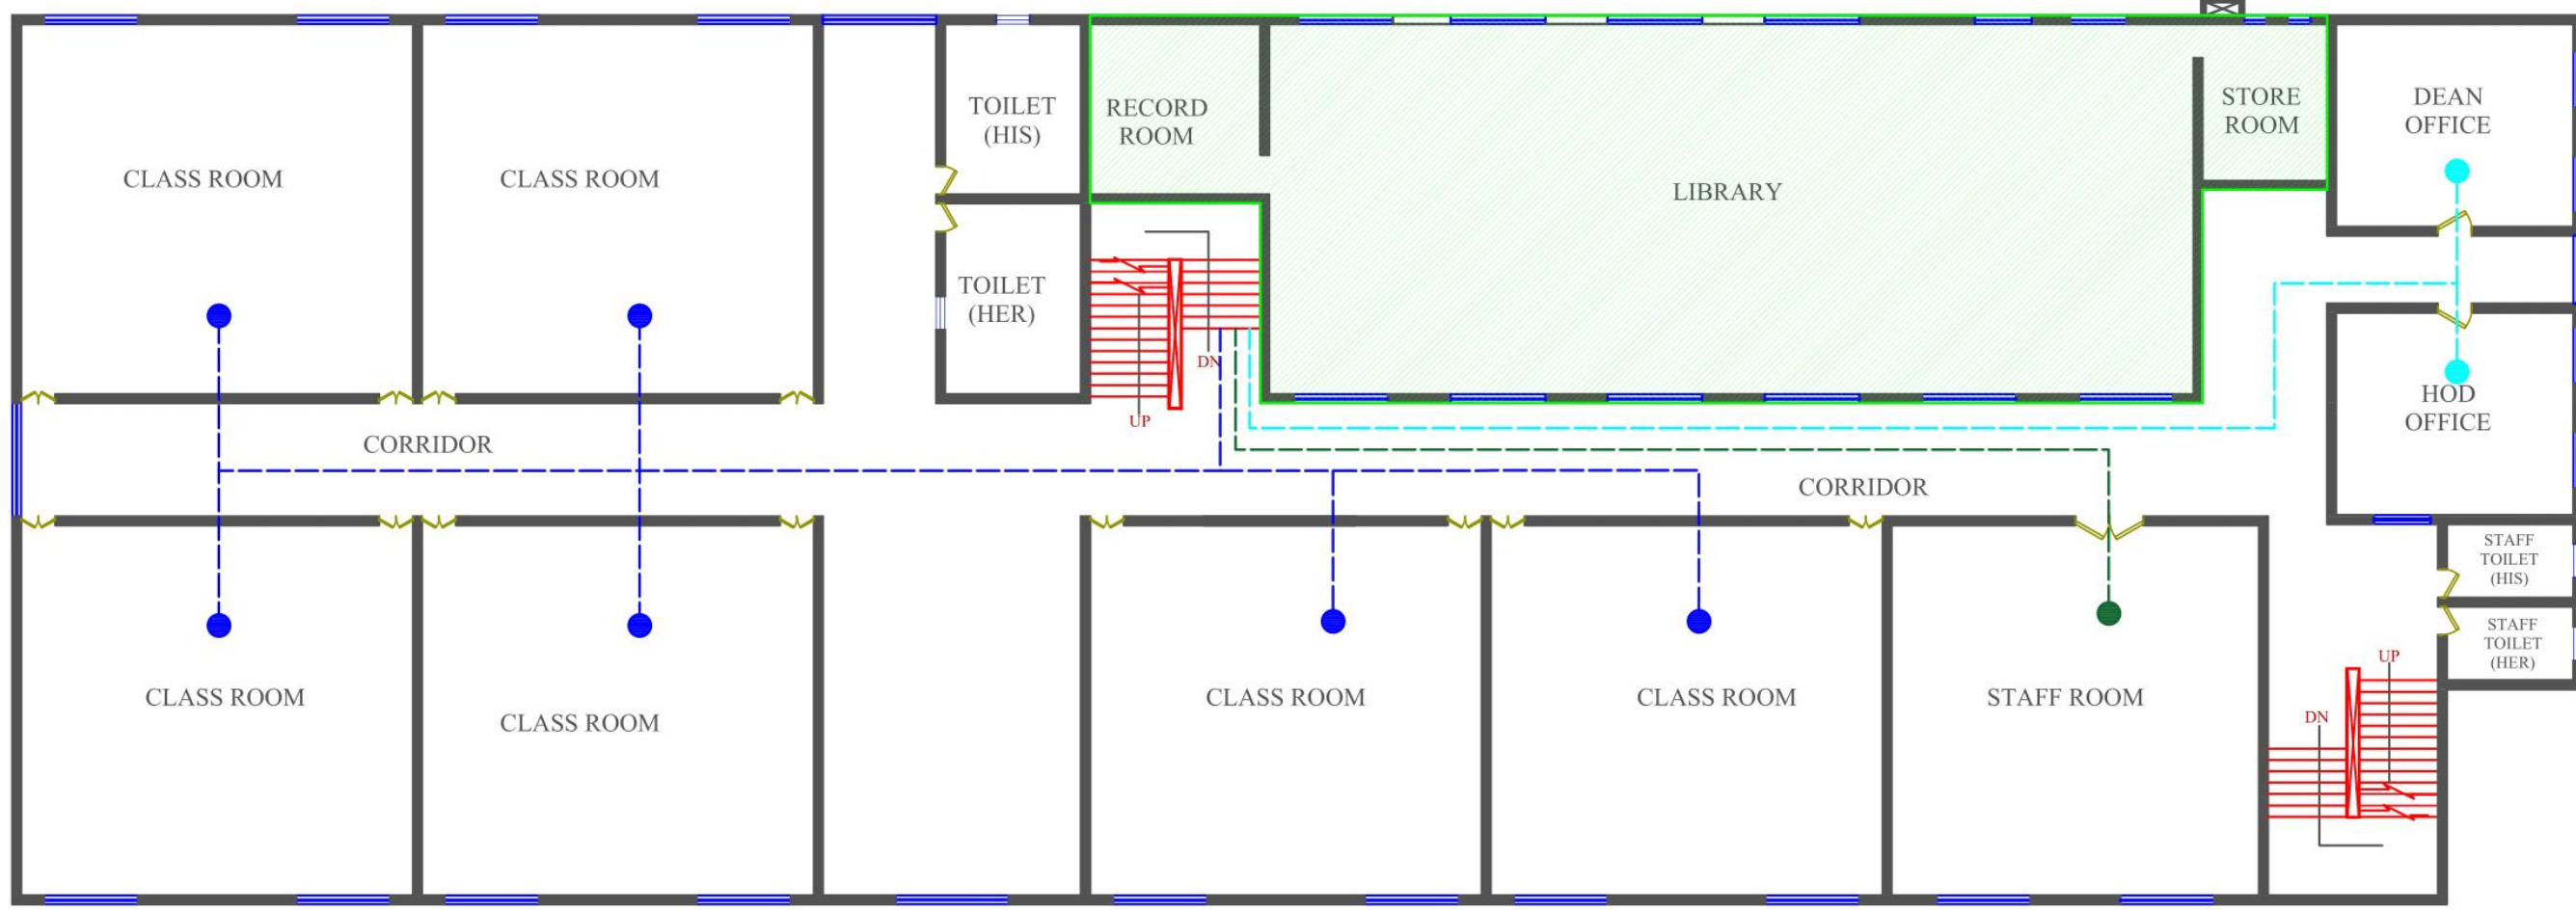 TOILET
(HIS)
RECORD
ROOM
STORE
ROOM
DEAN
OFFICE
CLASS ROOM
CLASS ROOM
LIBRARY
TOILET
(HER)
DN
UP
HOD
OFFICE
CORRIDOR
CORRIDOR
STAFF
TOILET
(HIS)
STAFF
TOILET
(HER)
UP
DN
CLASS ROOM
CLASS ROOM
CLASS ROOM
CLASS ROOM
STAFF ROOM